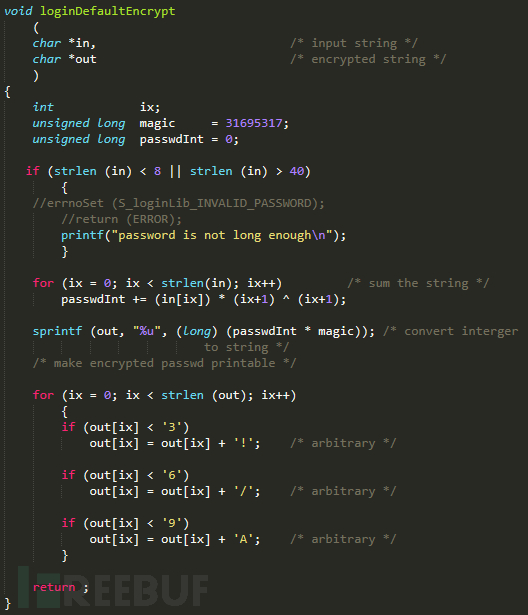 void loginDefaultEncrypt
(
char *in, /* input string */
char *out /* encrypted string */
)
{
int ix;
unsigned long magic = 31695317;
unsigned long passwdInt = 0;
if (strlen (in) < 8 || strlen (in) > 40)
{
//errnoSet (S_loginLib_INVALID_PASSWORD);
//return (ERROR);
printf("password is not long enough\n");
}
for (ix = 0; ix < strlen(in); ix++) /* sum the string */
passwdInt += (in[ix]) * (ix+1) ^ (ix+1);
sprintf (out, "%u", (long) (passwdInt * magic)); /* convert interger
to string */
/* make encrypted passwd printable */
for (ix = 0; ix < strlen (out); ix++)
{
if (out[ix] < '3')
out[ix] = out[ix] + '!'; /* arbitrary */
if (out[ix] < '6')
out[ix] = out[ix] + '/'; /* arbitrary */
if (out[ix] < '9')
out[ix] = out[ix] + 'A'; /* arbitrary */
}
return ;
}
REEBUF